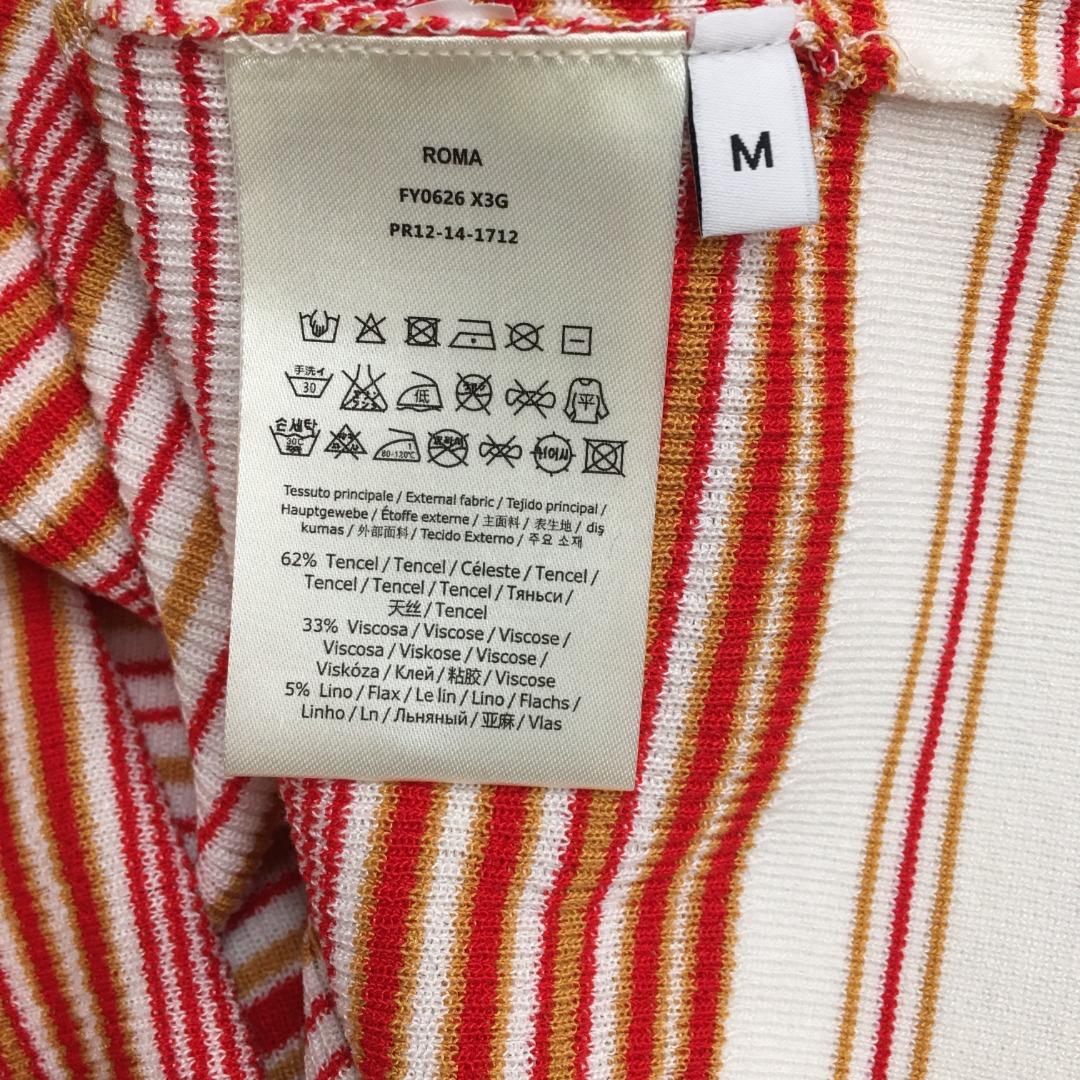 M
ROMA
FY0626 X3G
PR12-14-1712
手洗イ
30
低
平
손세탁
30C
80-120℃
Tessuto principale / External fabric / Tejido principal /
Hauptgewebe / Étoffe externe / 主面料 / 表生地 / diş
kumas / 外部面料 / Tecido Externo / 주요 소재
62% Tencel / Tencel / Céleste / Tencel /
Tencel / Tencel / Tencel / Тяньси /
天丝 / Tencel
33% Viscosa / Viscose / Viscose /
Viscosa / Viskose / Viscose /
Viskóza / Клей / 粘胶 / Viscose
5% Lino / Flax / Le lin / Lino / Flachs /
Linho / Ln / Льняный / 亚麻 / Vlas